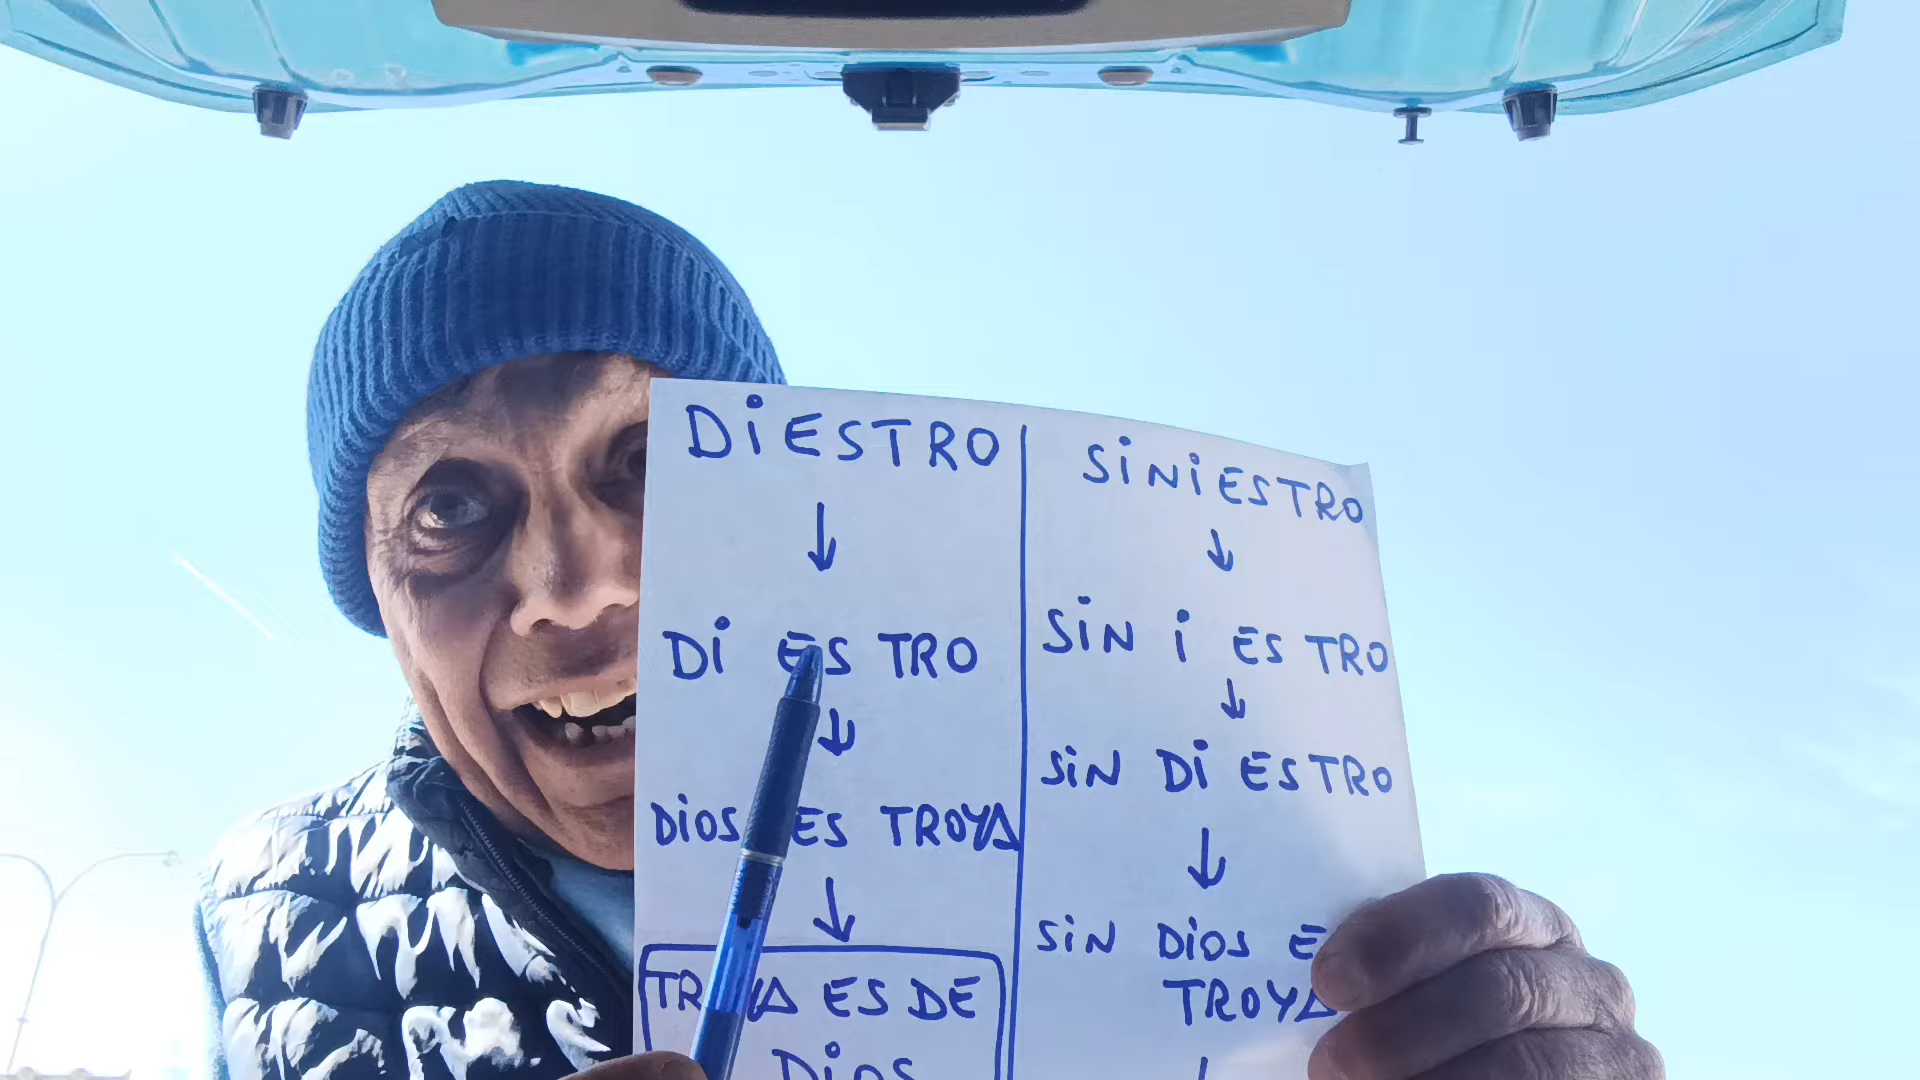 DiESTRO
↓
Di ES TRO
↓
DiOS ES TROYA
↓
ES DE
DiOS
SiNiESTRO
↓
SiN i ES TRO
↓
SiN Di ESTRO
↓
SiN DiOS
TROYA